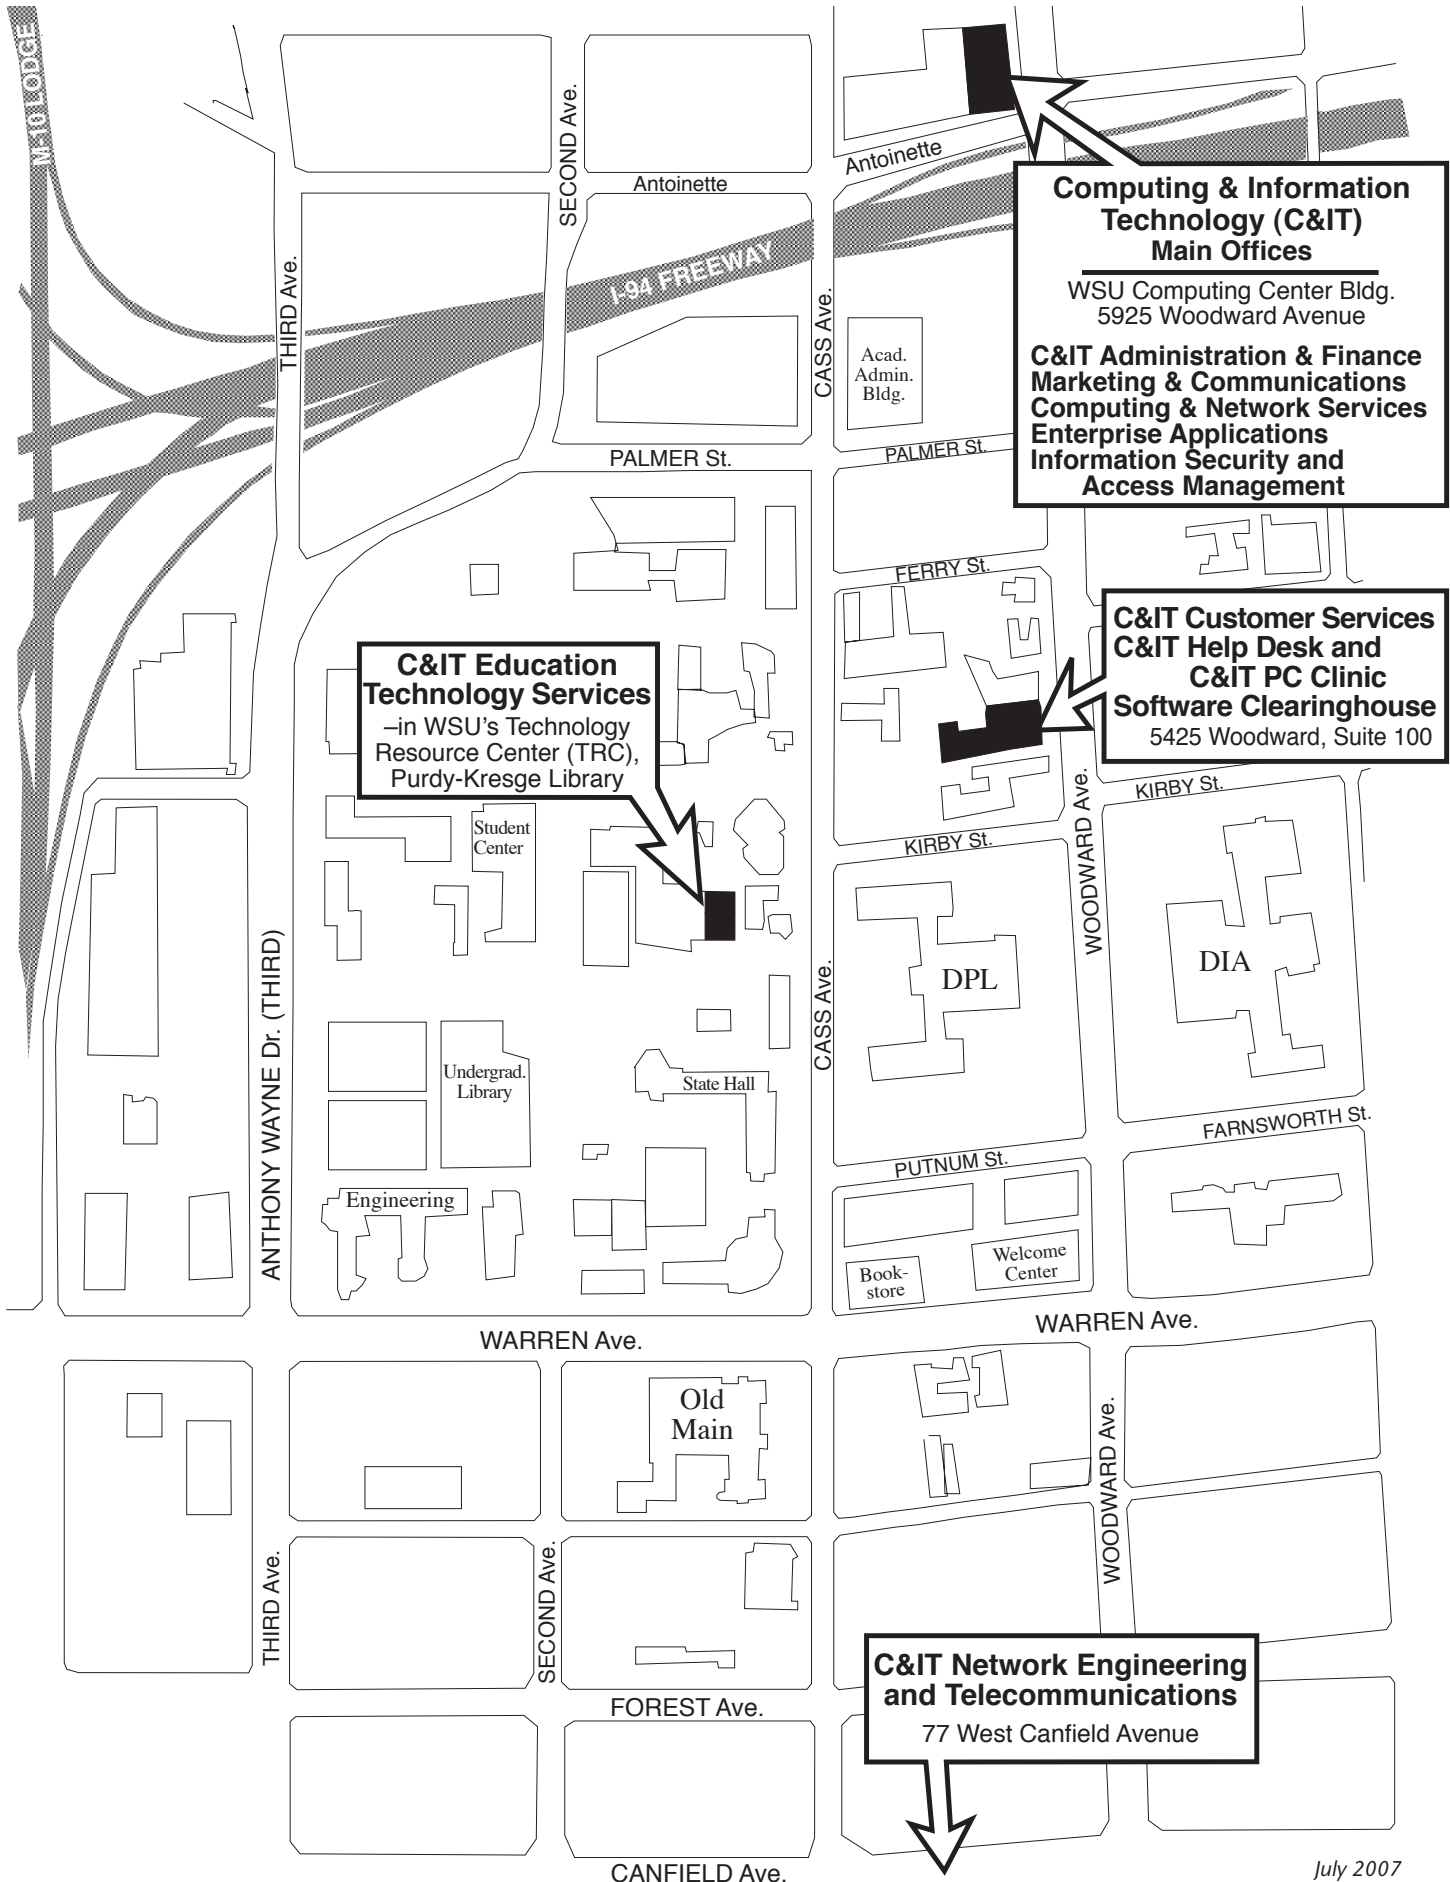 M-10 LODGE
SECOND Ave.
Antoinette
Antoinette
I-94 FREEWAY
THIRD Ave.
CASS Ave.
Computing & Information
Technology (C&IT)
Main Offices
WSU Computing Center Bldg.
5925 Woodward Avenue
C&IT Administration & Finance
Marketing & Communications
Computing & Network Services
Enterprise Applications
Information Security and
Access Management
Acad.
Admin.
Bldg.
PALMER St.
PALMER St.
FERRY St.
C&IT Customer Services
C&IT Help Desk and
C&IT PC Clinic
Software Clearinghouse
5425 Woodward, Suite 100
C&IT Education
Technology Services
–in WSU's Technology
Resource Center (TRC),
Purdy-Kresge Library
KIRBY St.
KIRBY St.
WOODWARD Ave.
Student
Center
DPL
DIA
ANTHONY WAYNE Dr. (THIRD)
CASS Ave.
Undergrad.
Library
State Hall
FARNSWORTH St.
PUTNUM St.
Engineering
Welcome
Center
Book-
store
WARREN Ave.
WARREN Ave.
Old
Main
WOODWARD Ave.
THIRD Ave.
SECOND Ave.
C&IT Network Engineering
and Telecommunications
77 West Canfield Avenue
FOREST Ave.
CANFIELD Ave.
July 2007